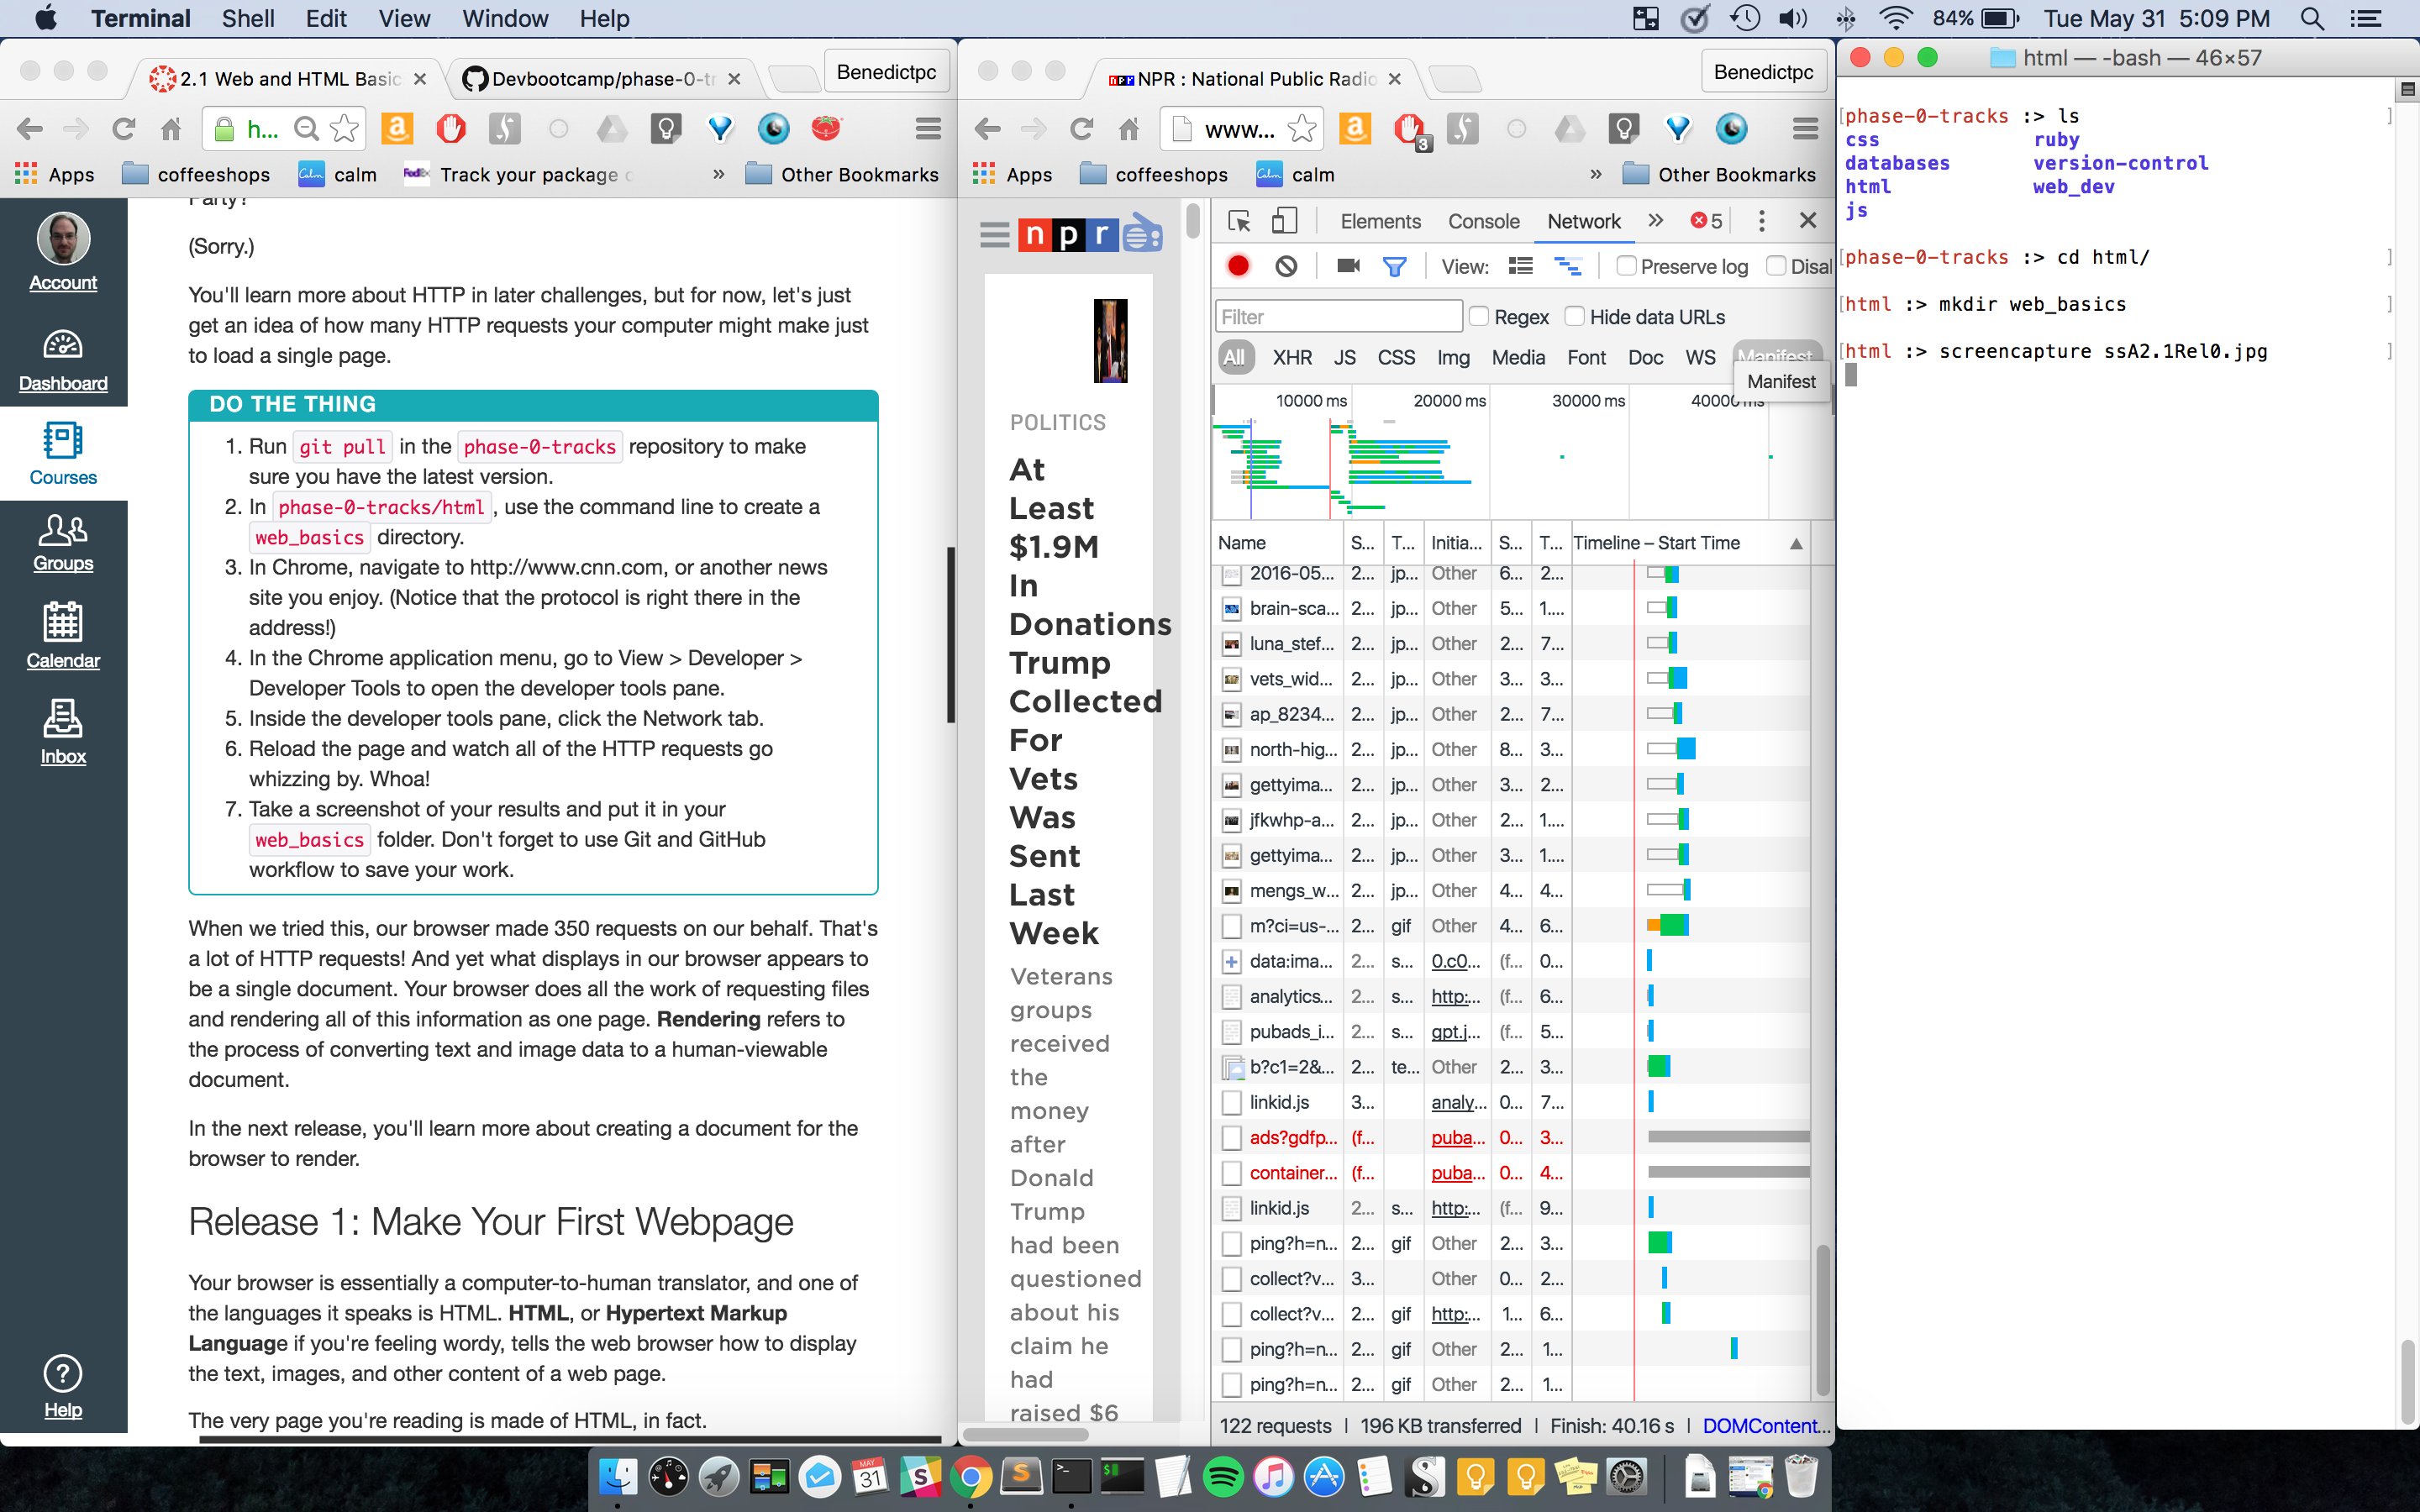 Terminal Shell Edit View Window Help
84% Tue May 31 5:09 PM
2.1 Web and HTML Basic
Devbootcamp/phase-0-tr
Benedictpc
h...
Apps coffeeshops calm Track your package » Other Bookmarks
Account
Dashboard
Courses
Groups
Calendar
Inbox
Help
Party?
(Sorry.)
You'll learn more about HTTP in later challenges, but for now, let's just
get an idea of how many HTTP requests your computer might make just
to load a single page.
DO THE THING
1. Run git pull in the phase-0-tracks repository to make
sure you have the latest version.
2. In phase-0-tracks/html, use the command line to create a
web_basics directory.
3. In Chrome, navigate to http://www.cnn.com, or another news
site you enjoy. (Notice that the protocol is right there in the
address!)
4. In the Chrome application menu, go to View > Developer >
Developer Tools to open the developer tools pane.
5. Inside the developer tools pane, click the Network tab.
6. Reload the page and watch all of the HTTP requests go
whizzing by. Whoa!
7. Take a screenshot of your results and put it in your
web_basics folder. Don't forget to use Git and GitHub
workflow to save your work.
When we tried this, our browser made 350 requests on our behalf. That's
a lot of HTTP requests! And yet what displays in our browser appears to
be a single document. Your browser does all the work of requesting files
and rendering all of this information as one page. Rendering refers to
the process of converting text and image data to a human-viewable
document.
In the next release, you'll learn more about creating a document for the
browser to render.
Release 1: Make Your First Webpage
Your browser is essentially a computer-to-human translator, and one of
the languages it speaks is HTML. HTML, or Hypertext Markup
Language if you're feeling wordy, tells the web browser how to display
the text, images, and other content of a web page.
The very page you're reading is made of HTML, in fact.
NPR : National Public Radio
Benedictpc
www...
3
Apps coffeeshops calm » Other Bookmarks
npr
POLITICS
At
Least
$1.9M
In
Donations
Trump
Collected
For
Vets
Was
Sent
Last
Week
Veterans
groups
received
the
money
after
Donald
Trump
had been
questioned
about his
claim he
had
raised $6
Elements Console Network » 5
View: Preserve log Disal
Filter Regex Hide data URLs
All XHR JS CSS Img Media Font Doc WS Manifest
Manifest
10000 ms 20000 ms 30000 ms 40000 ms
Name S... T... Initia... S... T... Timeline – Start Time
2016-05... 2... jp... Other 6... 2...
brain-sca... 2... jp... Other 5... 1....
luna_stef... 2... jp... Other 2... 7...
vets_wid... 2... jp... Other 3... 3...
ap_8234... 2... jp... Other 2... 7...
north-hig... 2... jp... Other 8... 3...
gettyima... 2... jp... Other 3... 2...
jfkwhp-a... 2... jp... Other 2... 1....
gettyima... 2... jp... Other 3... 1....
mengs_w... 2... jp... Other 4... 4...
m?ci=us-... 2... gif Other 4... 6...
data:ima... 2... s... 0.c0... (f... 0...
analytics... 2... s... http:... (f... 6...
pubads_i... 2... s... gpt.j... (f... 5...
b?c1=2&... 2... te... Other 2... 3...
linkid.js 3... analy... 0... 7...
ads?gdfp... (f... puba... 0... 3...
container... (f... puba... 0... 4...
linkid.js 2... s... http:... (f... 9...
ping?h=n... 2... gif Other 2... 3...
collect?v... 3... Other 0... 2...
collect?v... 2... gif http:... 1... 6...
ping?h=n... 2... gif Other 2... 1...
ping?h=n... 2... gif Other 2... 1...
122 requests | 196 KB transferred | Finish: 40.16 s | DOMContent...
html — -bash — 46×57
[phase-0-tracks :> ls ]
css ruby
databases version-control
html web_dev
js
[phase-0-tracks :> cd html/ ]
[html :> mkdir web_basics ]
[html :> screencapture ssA2.1Rel0.jpg ]
MAY
31